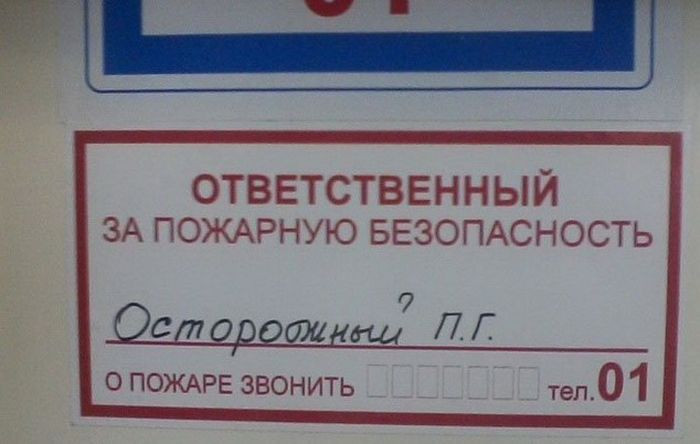 ОТВЕТСТВЕННЫЙ
ЗА ПОЖАРНУЮ БЕЗОПАСНОСТЬ
Осторожный П.Г.
О ПОЖАРЕ ЗВОНИТЬ тел. 01